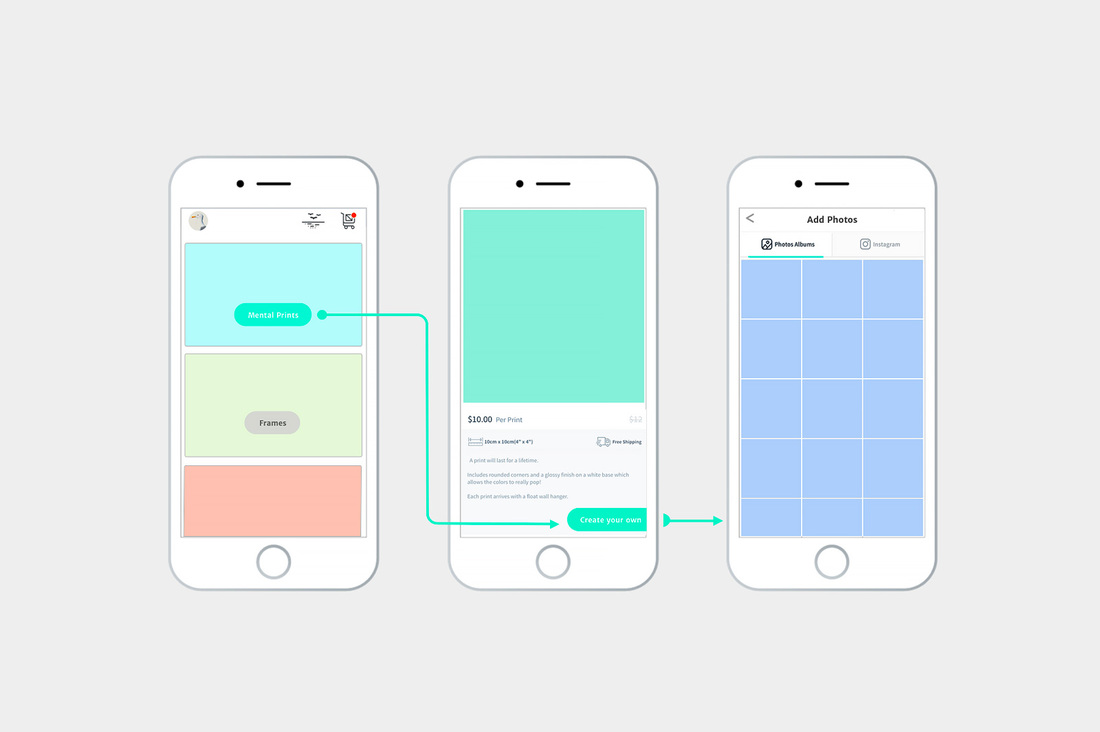 Mental Prints
Frames
$10.00 Per Print $12
10cm x 10cm(4" x 4") Free Shipping
A print will last for a lifetime.
Includes rounded corners and a glossy finish on a white base which
allows the colors to really pop!
Each print arrives with a float wall hanger.
Create your own
<
Add Photos
Photos Albums Instagram